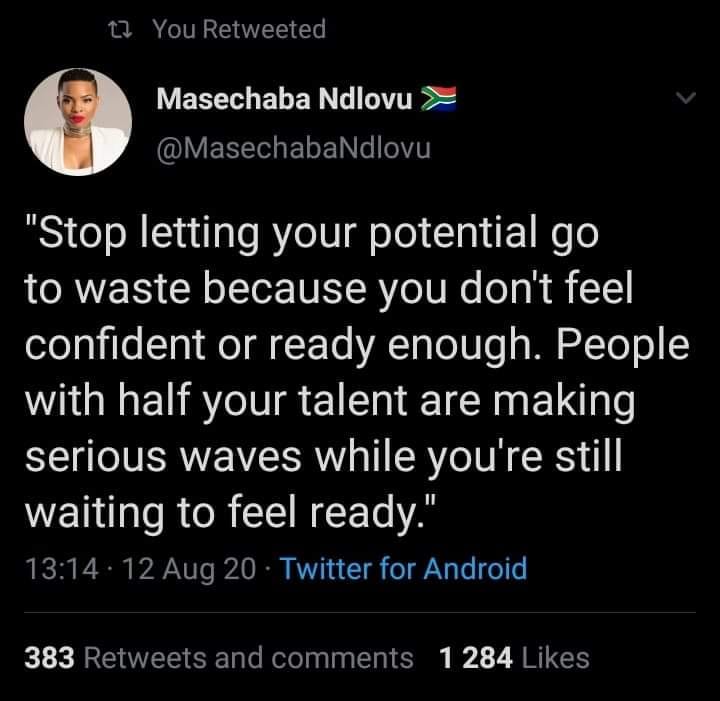 You Retweeted
Masechaba Ndlovu 🇿🇦
@MasechabaNdlovu
"Stop letting your potential go
to waste because you don't feel
confident or ready enough. People
with half your talent are making
serious waves while you're still
waiting to feel ready."
13:14 · 12 Aug 20 · Twitter for Android
383 Retweets and comments 1 284 Likes